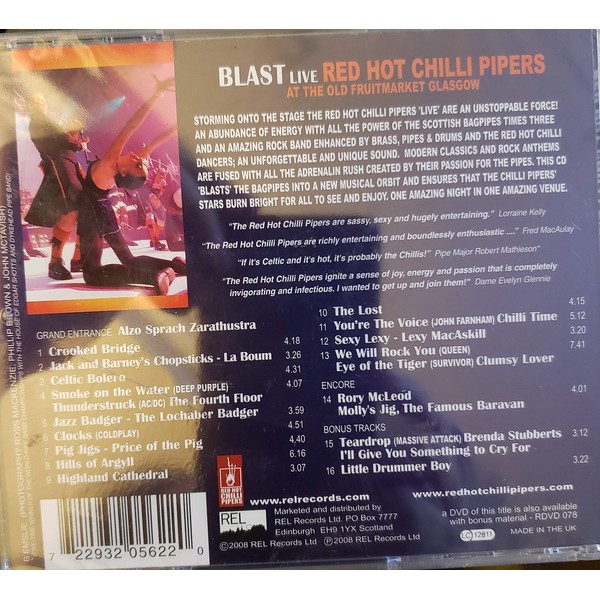 BLAST LIVE RED HOT CHILLI PIPERS
AT THE OLD FRUITMARKET GLASGOW
STORMING ONTO THE STAGE THE RED HOT CHILLI PIPERS 'LIVE' ARE AN UNSTOPPABLE FORCE!
AN ABUNDANCE OF ENERGY WITH ALL THE POWER OF THE SCOTTISH BAGPIPES TIMES THREE
AND AN AMAZING ROCK BAND ENHANCED BY BRASS, PIPES & DRUMS AND THE RED HOT CHILLI
DANCERS; AN UNFORGETTABLE AND UNIQUE SOUND. MODERN CLASSICS AND ROCK ANTHEMS
ARE FUSED WITH ALL THE ADRENALIN RUSH CREATED BY THEIR PASSION FOR THE PIPES. THIS CD
'BLASTS' THE BAGPIPES INTO A NEW MUSICAL ORBIT AND ENSURES THAT THE CHILLI PIPERS'
STARS BURN BRIGHT FOR ALL TO SEE AND ENJOY. ONE AMAZING NIGHT IN ONE AMAZING VENUE.
"The Red Hot Chilli Pipers are sassy, sexy and hugely entertaining." Lorraine Kelly
"The Red Hot Chilli Pipers are richly entertaining and boundlessly enthusiastic ...." Fred MacAulay
"If it's Celtic and it's hot, it's probably the Chillis!" Pipe Major Robert Mathieson*
"The Red Hot Chilli Pipers ignite a sense of joy, energy and passion that is completely
invigorating and infectious. I wanted to get up and join them!" Dame Evelyn Glennie
GRAND ENTRANCE Alzo Sprach Zarathustra
1 Crooked Bridge 4.18
2 Jack and Barney's Chopsticks - La Boum 3.26
3 Celtic Bolero 4.31
4 Smoke on the Water (DEEP PURPLE) 4.07
Thunderstruck (AC/DC) The Fourth Floor
5 Jazz Badger - The Lochaber Badger 3.59
6 Clocks (COLDPLAY) 4.51
7 Pig Jigs - Price of the Pig 4.40
8 Hills of Argyll 6.16
9 Highland Cathedral 3.07
10 The Lost 4.15
11 You're The Voice (JOHN FARNHAM) Chilli Time 5.12
12 Sexy Lexy - Lexy MacAskill 3.20
13 We Will Rock You (QUEEN) 7.41
Eye of the Tiger (SURVIVOR) Clumsy Lover
ENCORE
14 Rory McLeod 4.01
Molly's Jig, The Famous Baravan
BONUS TRACKS
15 Teardrop (MASSIVE ATTACK) Brenda Stubberts 3.12
I'll Give You Something to Cry For
16 Little Drummer Boy 3.22
RED HOT
CHILLI
PIPERS
REL
www.relrecords.com
Marketed and distributed by
REL Records Ltd. PO Box 7777
Edinburgh EH9 1YX Scotland
©2008 REL Records Ltd ℗2008 REL Records Ltd
www.redhotchillipipers.com
a DVD of this title is also available
with bonus material - RDVD 078
LC 12811
MADE IN THE UK
7 22932 05622 0